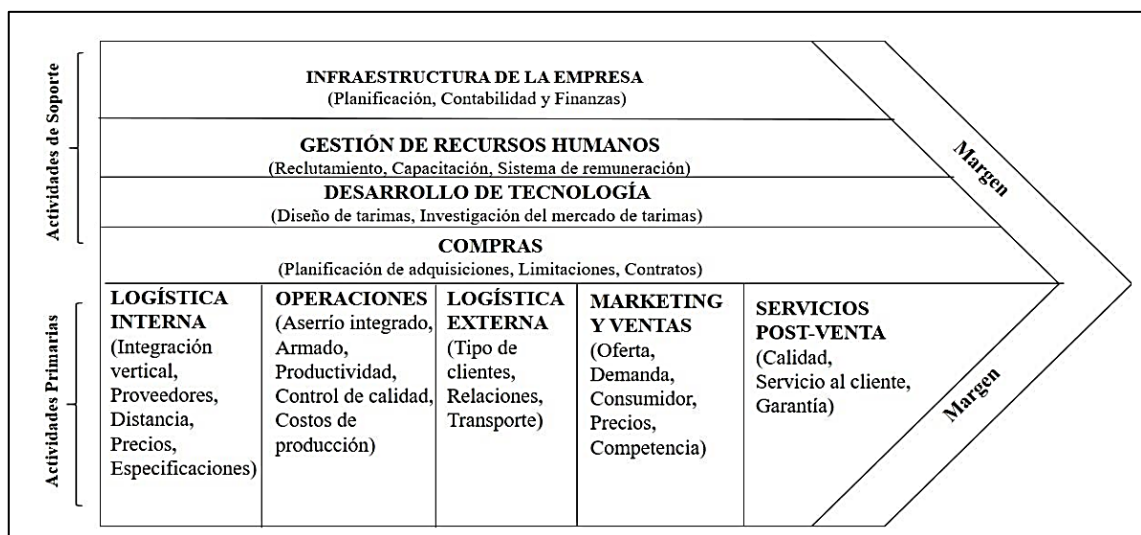 Actividades de Soporte
INFRAESTRUCTURA DE LA EMPRESA
(Planificación, Contabilidad y Finanzas)
GESTIÓN DE RECURSOS HUMANOS
(Reclutamiento, Capacitación, Sistema de remuneración)
DESARROLLO DE TECNOLOGÍA
(Diseño de tarimas, Investigación del mercado de tarimas)
COMPRAS
(Planificación de adquisiciones, Limitaciones, Contratos)
Margen
Actividades Primarias
LOGÍSTICA
INTERNA
(Integración
vertical,
Proveedores,
Distancia,
Precios,
Especificaciones)
OPERACIONES
(Aserrío integrado,
Armado,
Productividad,
Control de calidad,
Costos de
producción)
LOGÍSTICA
EXTERNA
(Tipo de
clientes,
Relaciones,
Transporte)
MARKETING
Y VENTAS
(Oferta,
Demanda,
Consumidor,
Precios,
Competencia)
SERVICIOS
POST-VENTA
(Calidad,
Servicio al cliente,
Garantía)
Margen